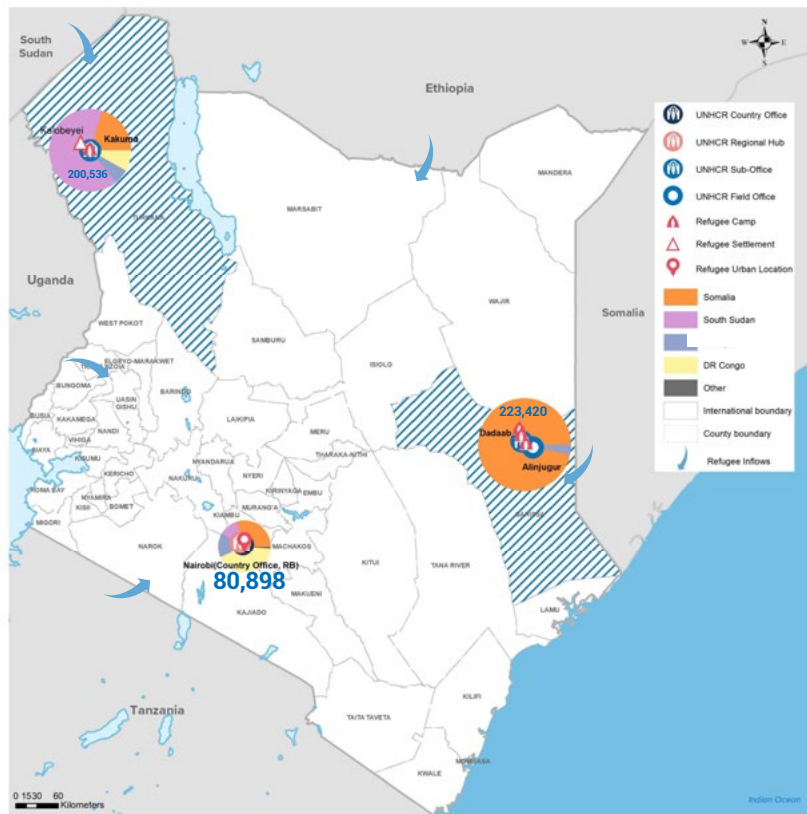 South
Sudan
N
W
E
S
Ethiopia
Kalobeyei
Kakuma
200,536
TURKANA
MARSABIT
MANDERA
Uganda
WAJIR
Somalia
WEST POKOT
SAMBURU
ISIOLO
ELGEYO-MARAKWET
BUNGOMA
UASIN
GISHU
BARINGO
BUSIA
KAKAMEGA
NANDI
LAIKIPIA
VIHIGA
SIAYA
KISUMU
MERU
THARAKA-NITHI
KERICHO
NYANDARUA
NAKURU
NYERI
HOMA BAY
NYAMIRA
KIRINYAGA
EMBU
KISII
BOMET
MURANG'A
MIGORI
KIAMBU
223,420
Dadaab
Alinjugur
NAROK
MACHAKOS
Nairobi(Country Office, RB)
80,898
KITUI
TANA RIVER
MAKUENI
KAJIADO
LAMU
Tanzania
TAITA TAVETA
KILIFI
MOMBASA
KWALE
0 1530 60
Kilometers
Indian Ocean
UNHCR Country Office
UNHCR Regional Hub
UNHCR Sub-Office
UNHCR Field Office
Refugee Camp
Refugee Settlement
Refugee Urban Location
Somalia
South Sudan
DR Congo
Other
International boundary
County boundary
Refugee Inflows